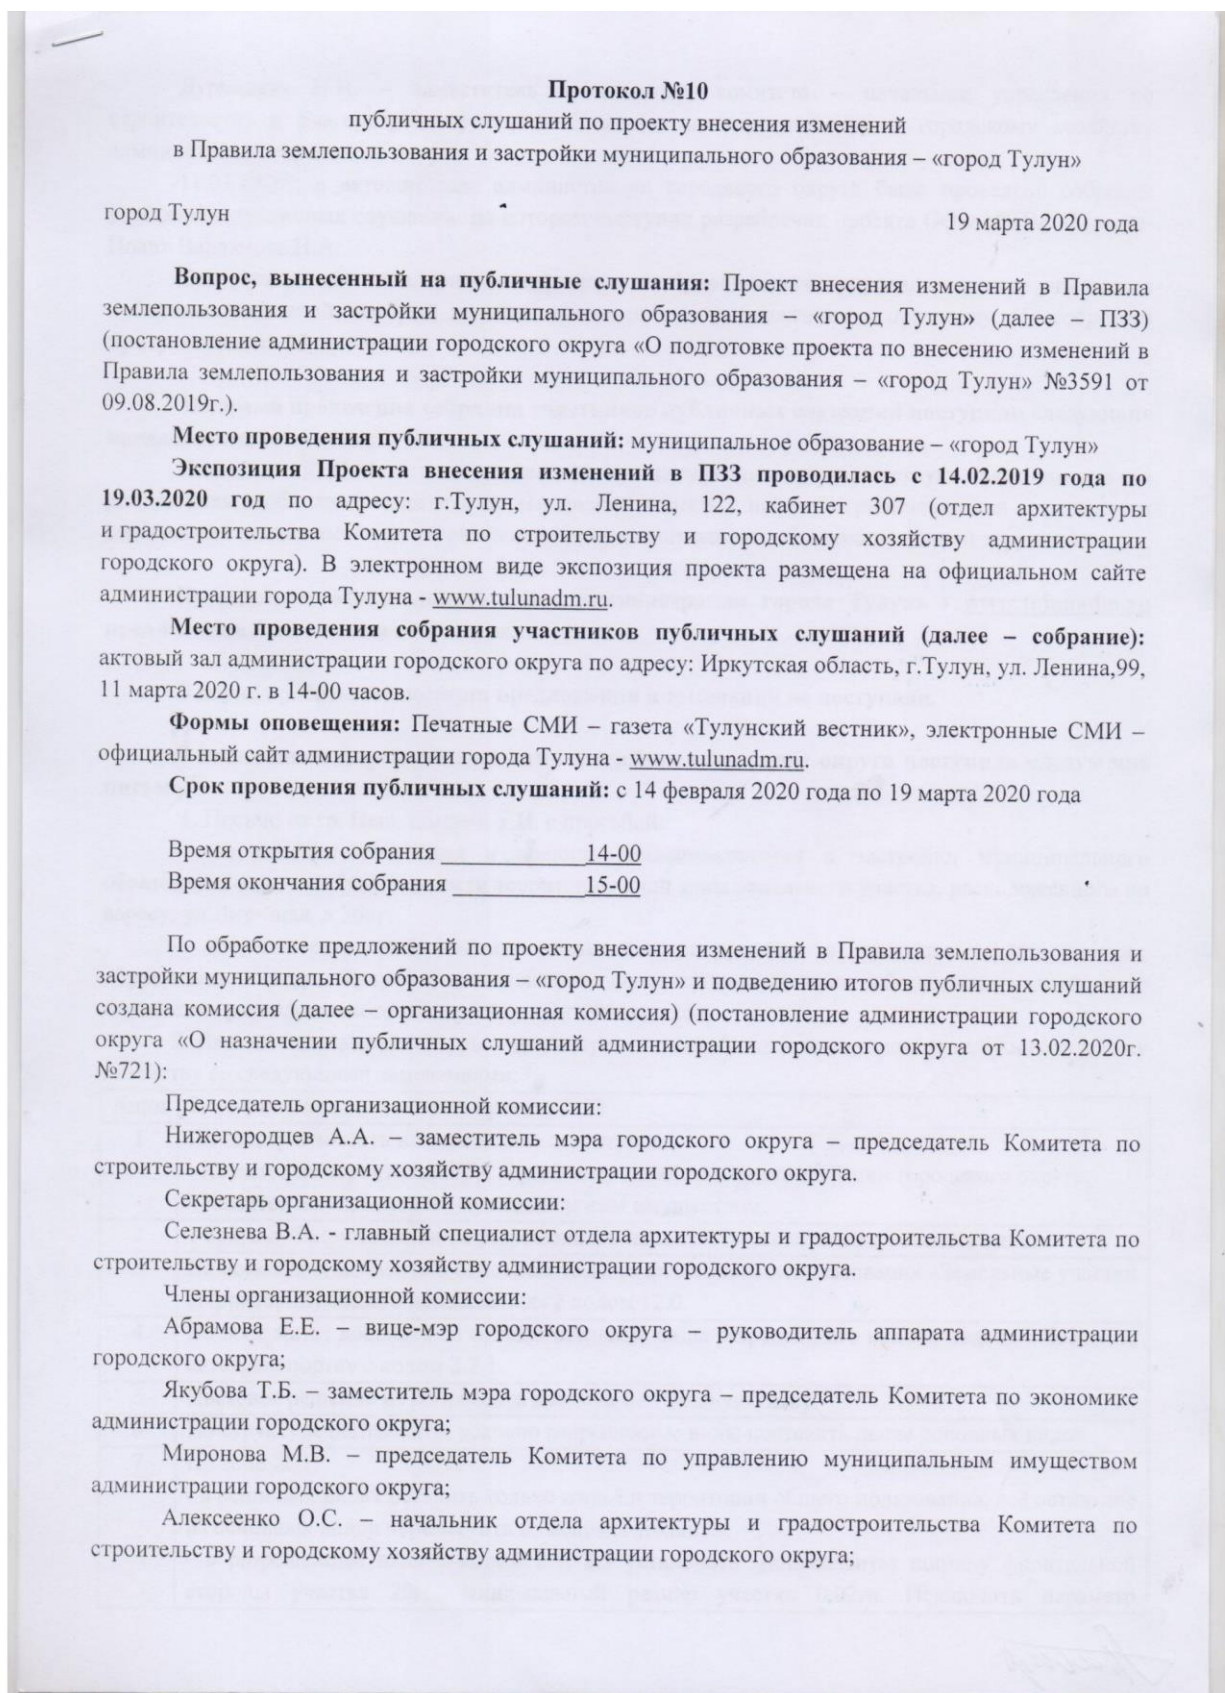 Протокол №10
публичных слушаний по проекту внесения изменений
в Правила землепользования и застройки муниципального образования – «город Тулун»
город Тулун
19 марта 2020 года
Вопрос, вынесенный на публичные слушания: Проект внесения изменений в Правила
землепользования и застройки муниципального образования – «город Тулун» (далее – ПЗЗ)
(постановление администрации городского округа «О подготовке проекта по внесению изменений в
Правила землепользования и застройки муниципального образования – «город Тулун» №3591 от
09.08.2019г.).
Место проведения публичных слушаний: муниципальное образование – «город Тулун»
Экспозиция Проекта внесения изменений в ПЗЗ проводилась с 14.02.2019 года по
19.03.2020 год по адресу: г.Тулун, ул. Ленина, 122, кабинет 307 (отдел архитектуры
и градостроительства Комитета по строительству и городскому хозяйству администрации
городского округа). В электронном виде экспозиция проекта размещена на официальном сайте
администрации города Тулуна - www.tulunadm.ru.
Место проведения собрания участников публичных слушаний (далее – собрание):
актовый зал администрации городского округа по адресу: Иркутская область, г.Тулун, ул. Ленина,99,
11 марта 2020 г. в 14-00 часов.
Формы оповещения: Печатные СМИ – газета «Тулунский вестник», электронные СМИ –
официальный сайт администрации города Тулуна - www.tulunadm.ru.
Срок проведения публичных слушаний: с 14 февраля 2020 года по 19 марта 2020 года
Время открытия собрания ___________14-00
Время окончания собрания __________15-00
По обработке предложений по проекту внесения изменений в Правила землепользования и
застройки муниципального образования – «город Тулун» и подведению итогов публичных слушаний
создана комиссия (далее – организационная комиссия) (постановление администрации городского
округа «О назначении публичных слушаний администрации городского округа от 13.02.2020г.
№721):
Председатель организационной комиссии:
Нижегородцев А.А. – заместитель мэра городского округа – председатель Комитета по
строительству и городскому хозяйству администрации городского округа.
Секретарь организационной комиссии:
Селезнева В.А. - главный специалист отдела архитектуры и градостроительства Комитета по
строительству и городскому хозяйству администрации городского округа.
Члены организационной комиссии:
Абрамова Е.Е. – вице-мэр городского округа – руководитель аппарата администрации
городского округа;
Якубова Т.Б. – заместитель мэра городского округа – председатель Комитета по экономике
администрации городского округа;
Миронова М.В. – председатель Комитета по управлению муниципальным имуществом
администрации городского округа;
Алексеенко О.С. – начальник отдела архитектуры и градостроительства Комитета по
строительству и городскому хозяйству администрации городского округа;